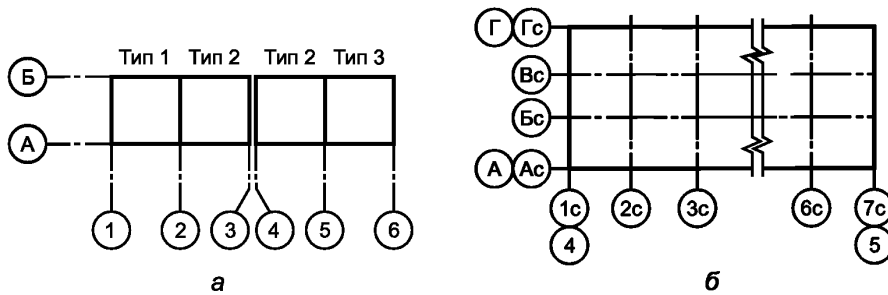 Тип 1 Тип 2 Тип 2 Тип 3
Б
А
1 2 3 4 5 6
а
Г Гс
Вс
Бс
А Ас
1с 2с 3с 6с 7с
4 5
б